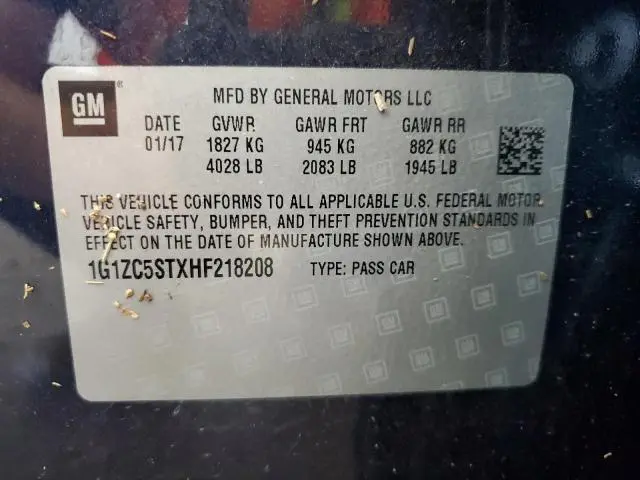 GM®
MFD BY GENERAL MOTORS LLC
DATE GVWR GAWR FRT GAWR RR
01/17 1827 KG 945 KG 882 KG
4028 LB 2083 LB 1945 LB
THIS VEHICLE CONFORMS TO ALL APPLICABLE U.S. FEDERAL MOTOR
VEHICLE SAFETY, BUMPER, AND THEFT PREVENTION STANDARDS IN
EFFECT ON THE DATE OF MANUFACTURE SHOWN ABOVE.
1G1ZC5STXHF218208 TYPE: PASS CAR